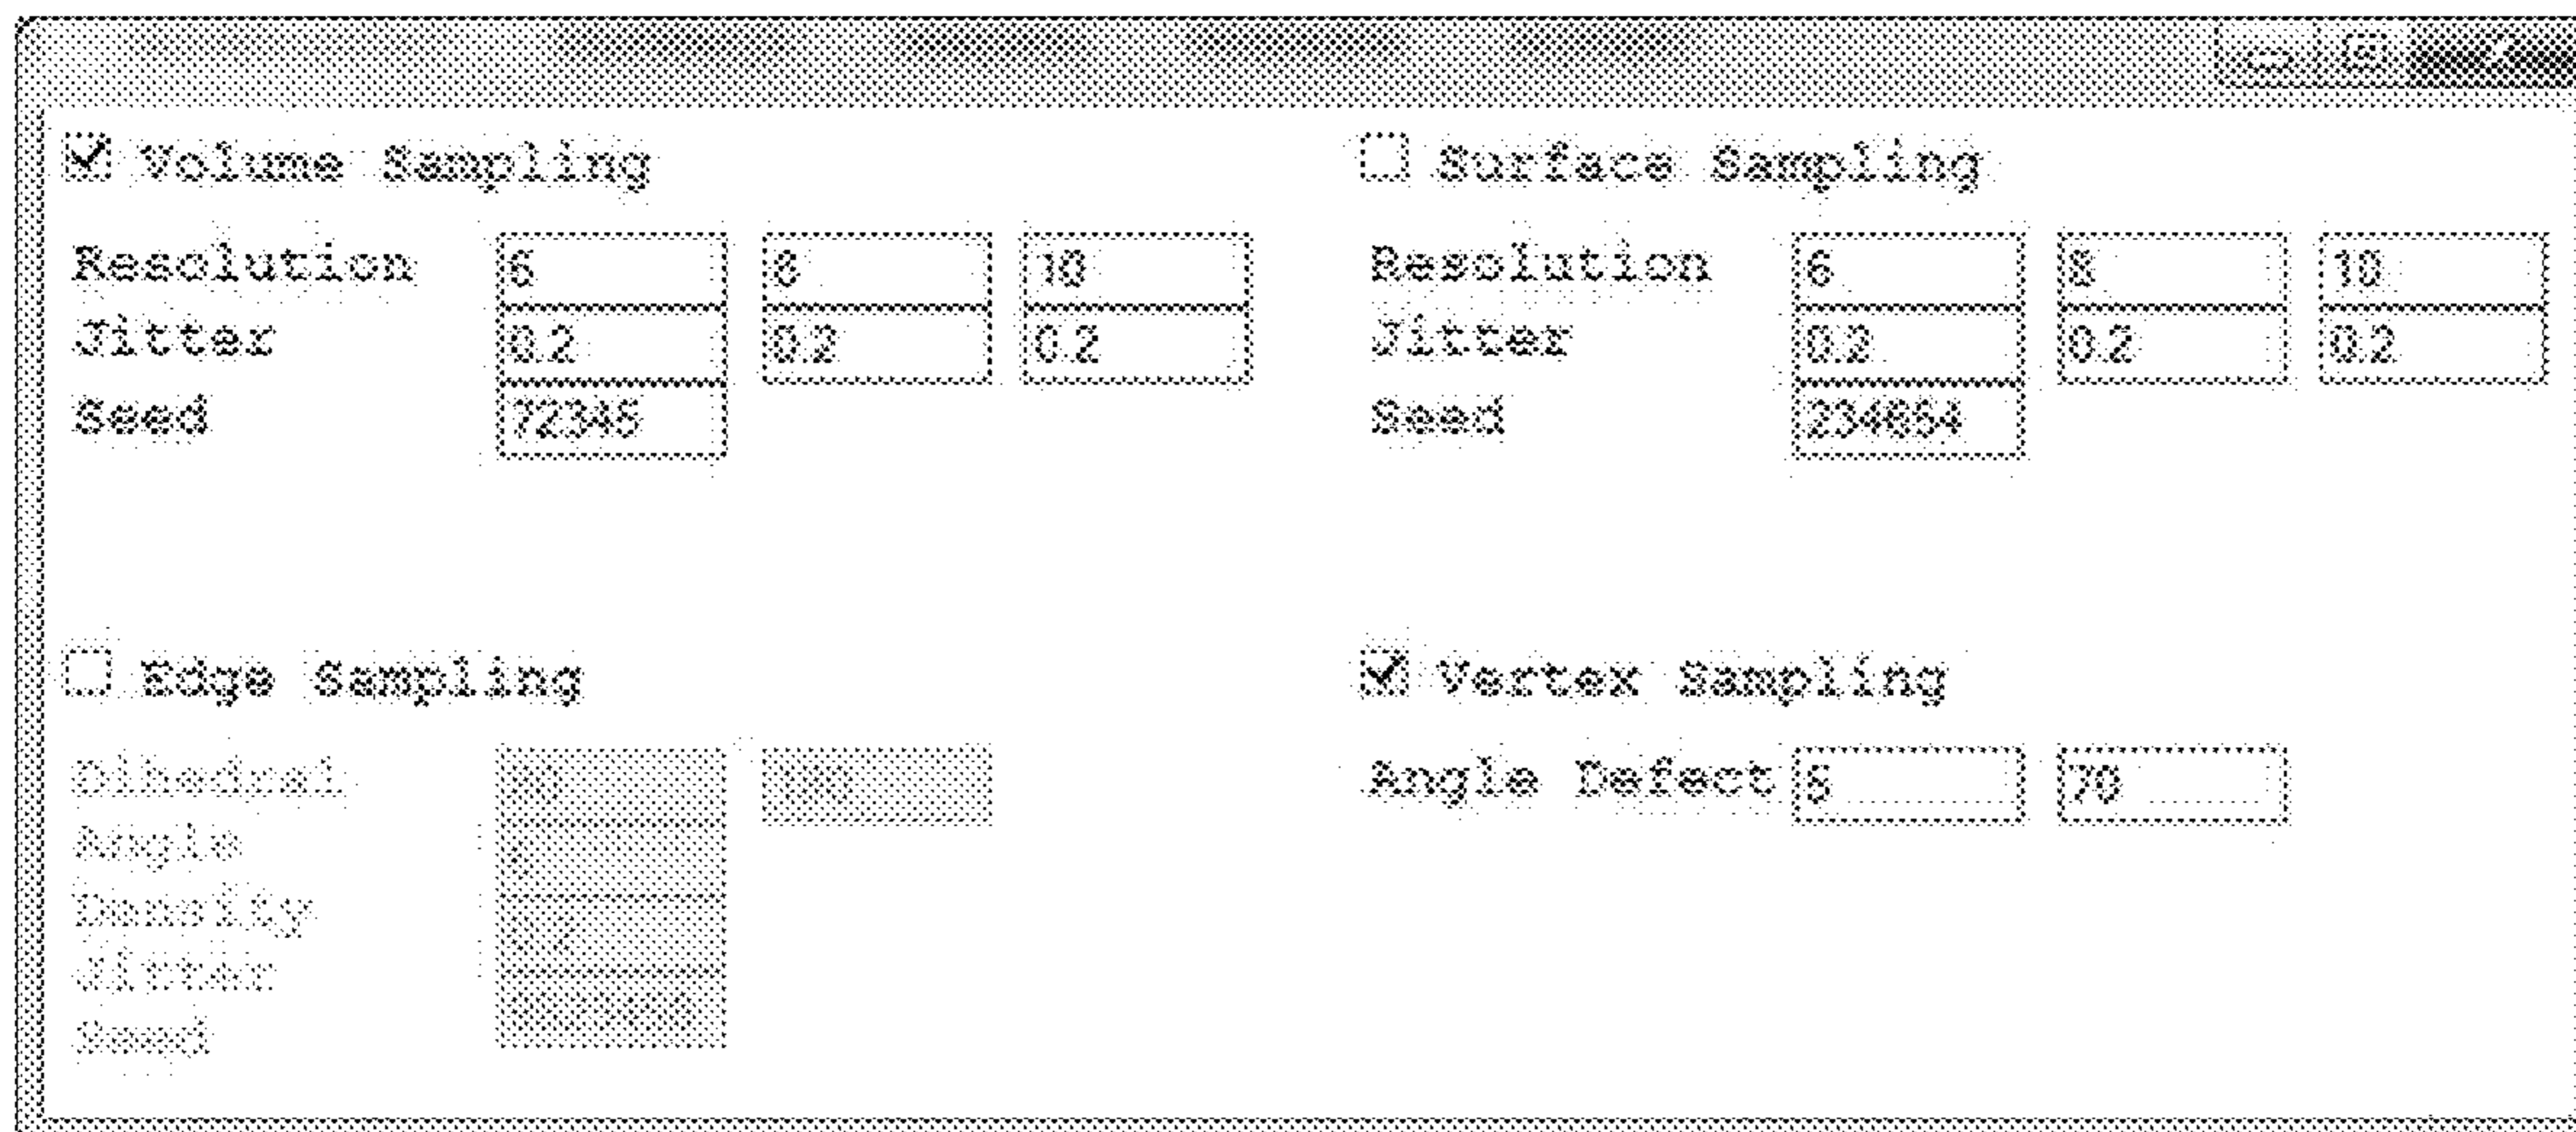 Volume Sampling
Resolution 6 8 10
Jitter 0.2 0.2 0.2
Seed 72345
Surface Sampling
Resolution 6 8 10
Jitter 0.2 0.2 0.2
Seed
Edge Sampling
Dihedral
Angle
Density
Jitter
Seed
Vertex Sampling
Angle Defect 5 70